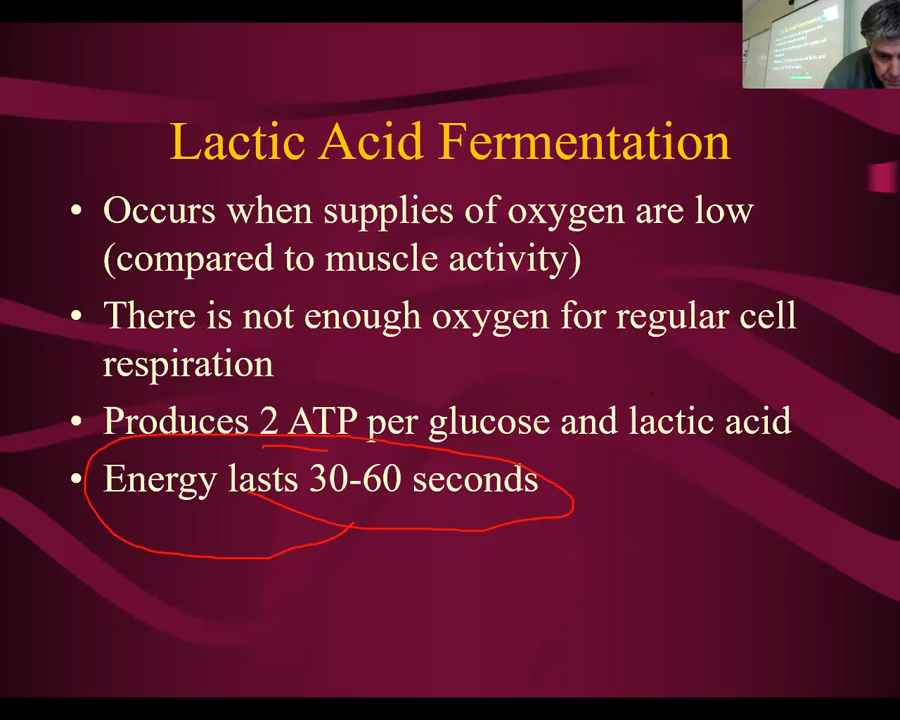 Lactic Acid Fermentation
• Occurs when supplies of oxygen are low
(compared to muscle activity)
• There is not enough oxygen for regular cell
respiration
• Produces 2 ATP per glucose and lactic acid
• Energy lasts 30-60 seconds